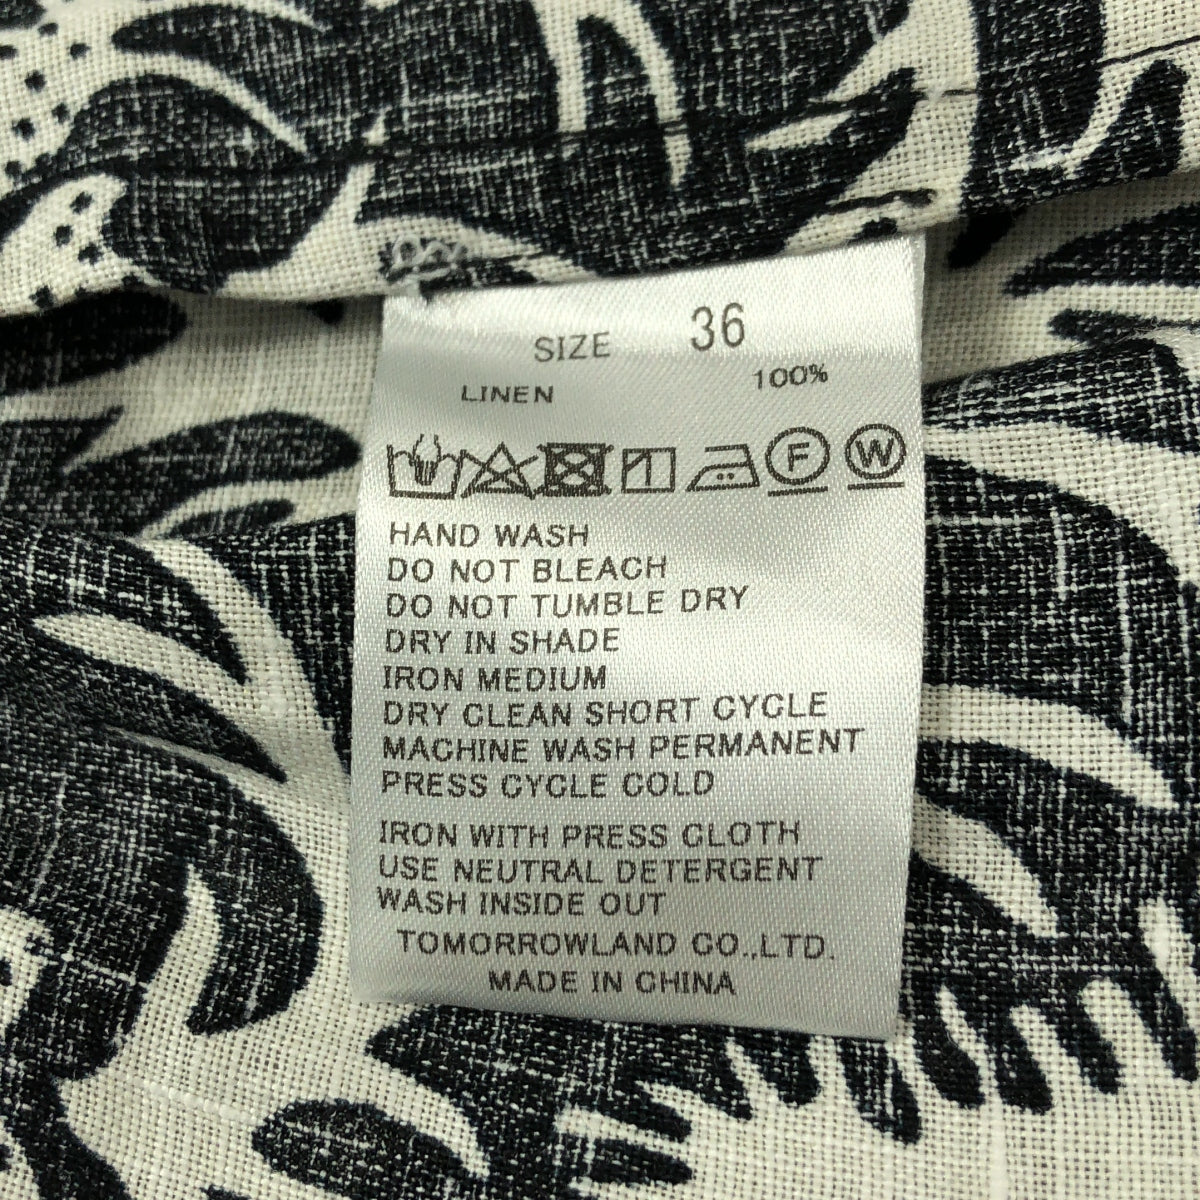 SIZE 36
LINEN 100%
F W
HAND WASH
DO NOT BLEACH
DO NOT TUMBLE DRY
DRY IN SHADE
IRON MEDIUM
DRY CLEAN SHORT CYCLE
MACHINE WASH PERMANENT
PRESS CYCLE COLD
IRON WITH PRESS CLOTH
USE NEUTRAL DETERGENT
WASH INSIDE OUT
TOMORROWLAND CO.,LTD.
MADE IN CHINA